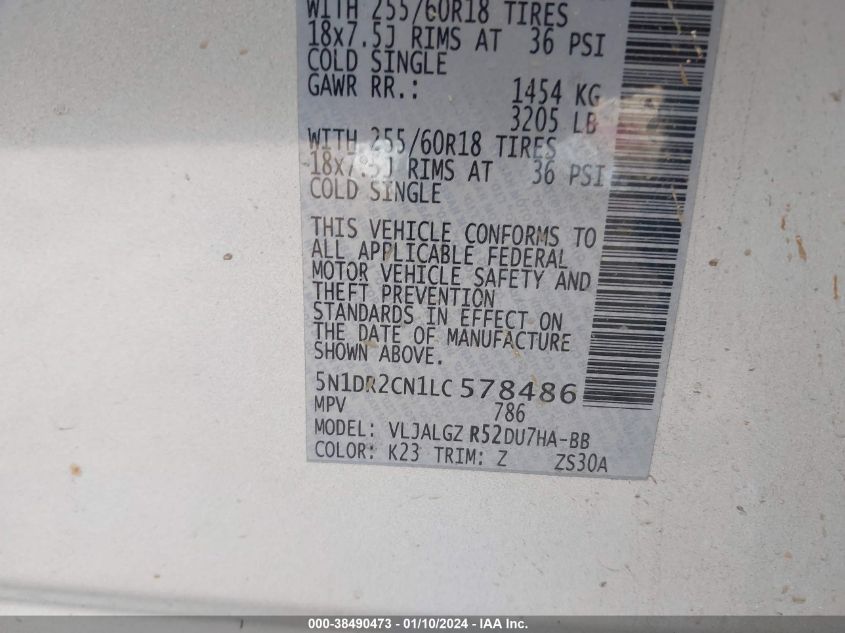 WITH 255/60R18 TIRES
18x7.5J RIMS AT 36 PSI
COLD SINGLE
GAWR RR.: 1454 KG
3205 LB
WITH 255/60R18 TIRES
18x7.5J RIMS AT 36 PSI
COLD SINGLE
THIS VEHICLE CONFORMS TO
ALL APPLICABLE FEDERAL
MOTOR VEHICLE SAFETY AND
THEFT PREVENTION
STANDARDS IN EFFECT ON
THE DATE OF MANUFACTURE
SHOWN ABOVE.
5N1DR2CN1LC578486
MPV 786
MODEL: VLJALGZ R52DU7HA-BB
COLOR: K23 TRIM: Z ZS30A
000-38490473 - 01/10/2024 - IAA Inc.